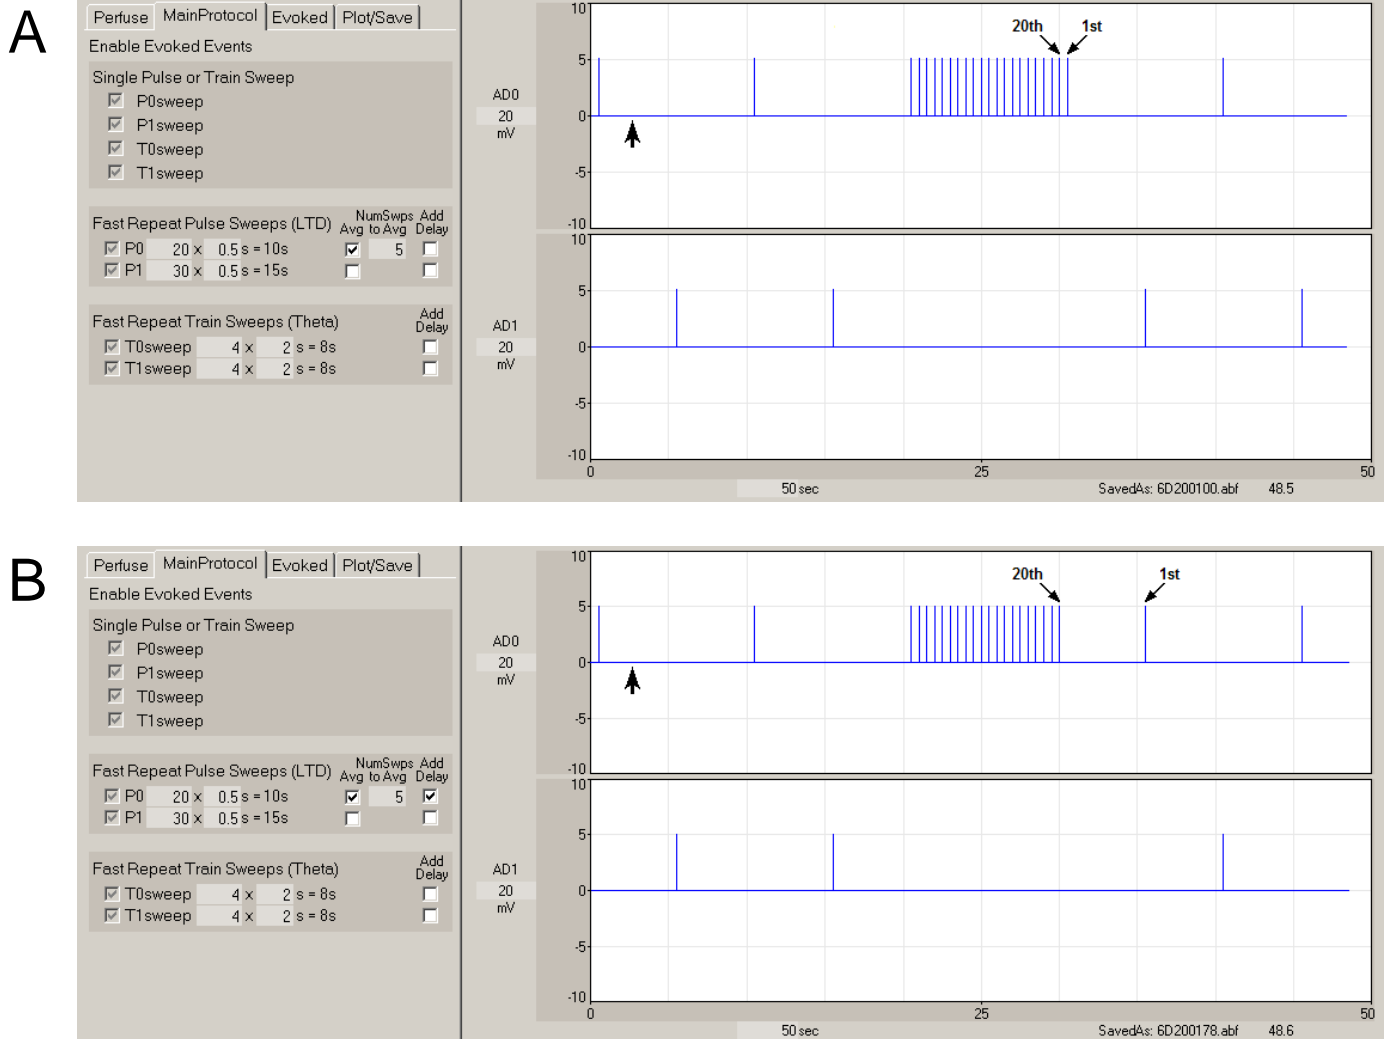 A
Perfuse MainProtocol Evoked Plot/Save
Enable Evoked Events
Single Pulse or Train Sweep
P0sweep
P1sweep
T0sweep
T1sweep
Fast Repeat Pulse Sweeps (LTD) Avg NumSwps to Avg Add Delay
P0 20 x 0.5 s = 10s 5
P1 30 x 0.5 s = 15s
Fast Repeat Train Sweeps (Theta) Add Delay
T0sweep 4 x 2 s = 8s
T1sweep 4 x 2 s = 8s
AD0
20
mV
10
5
0
-5
-10
20th 1st
AD1
20
mV
10
5
0
-5
-10
0 25 50
50 sec SavedAs: 6D200100.abf 48.5
B
Perfuse MainProtocol Evoked Plot/Save
Enable Evoked Events
Single Pulse or Train Sweep
P0sweep
P1sweep
T0sweep
T1sweep
Fast Repeat Pulse Sweeps (LTD) Avg NumSwps to Avg Add Delay
P0 20 x 0.5 s = 10s 5
P1 30 x 0.5 s = 15s
Fast Repeat Train Sweeps (Theta) Add Delay
T0sweep 4 x 2 s = 8s
T1sweep 4 x 2 s = 8s
AD0
20
mV
10
5
0
-5
-10
20th 1st
AD1
20
mV
10
5
0
-5
-10
0 25 50
50 sec SavedAs: 6D200178.abf 48.6